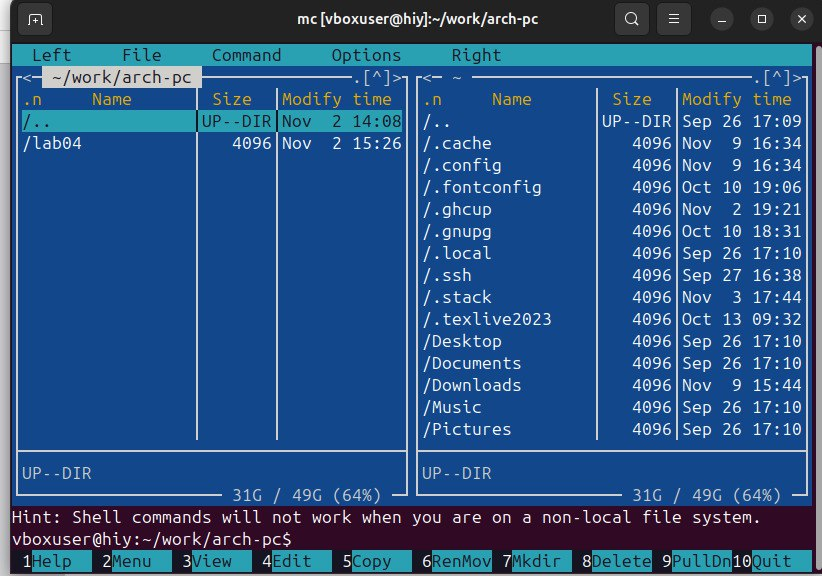 mc [vboxuser@hiy]:~/work/arch-pc
Left File Command Options Right
<─ ~/work/arch-pc ─.[^]>
.n Name Size Modify time
/.. UP--DIR Nov 2 14:08
/lab04 4096 Nov 2 15:26
UP--DIR
31G / 49G (64%)
<─ ~ ─.[^]>
.n Name Size Modify time
/.. UP--DIR Sep 26 17:09
/.cache 4096 Nov 9 16:34
/.config 4096 Nov 9 16:34
/.fontconfig 4096 Oct 10 19:06
/.ghcup 4096 Nov 2 19:21
/.gnupg 4096 Oct 10 18:31
/.local 4096 Sep 26 17:10
/.ssh 4096 Sep 27 16:38
/.stack 4096 Nov 3 17:44
/.texlive2023 4096 Oct 13 09:32
/Desktop 4096 Sep 26 17:10
/Documents 4096 Sep 26 17:10
/Downloads 4096 Nov 9 15:44
/Music 4096 Sep 26 17:10
/Pictures 4096 Sep 26 17:10
UP--DIR
31G / 49G (64%)
Hint: Shell commands will not work when you are on a non-local file system.
vboxuser@hiy:~/work/arch-pc$
1Help 2Menu 3View 4Edit 5Copy 6RenMov 7Mkdir 8Delete 9PullDn 10Quit